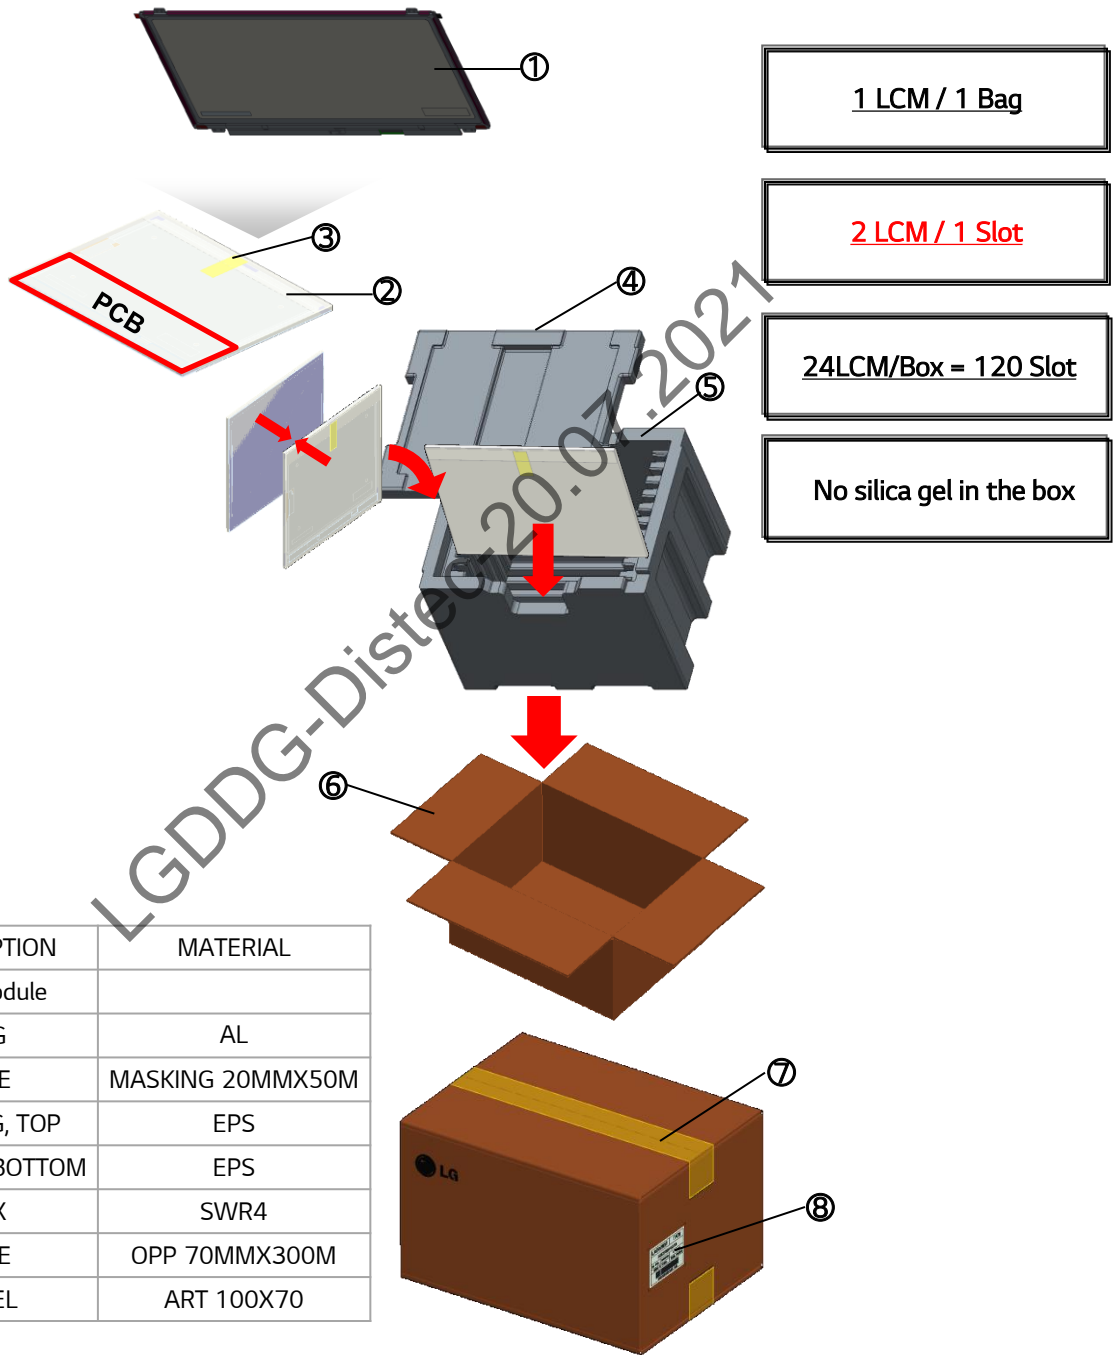 ①
1 LCM / 1 Bag
2 LCM / 1 Slot
③
②
PCB
④
24LCM/Box = 120 Slot
⑤
No silica gel in the box
LGDDG-Distec-20.07.2021
⑥
PTION MATERIAL
odule
G AL
E MASKING 20MMX50M
G, TOP EPS
BOTTOM EPS
X SWR4
E OPP 70MMX300M
EL ART 100X70
⑦
LG
⑧